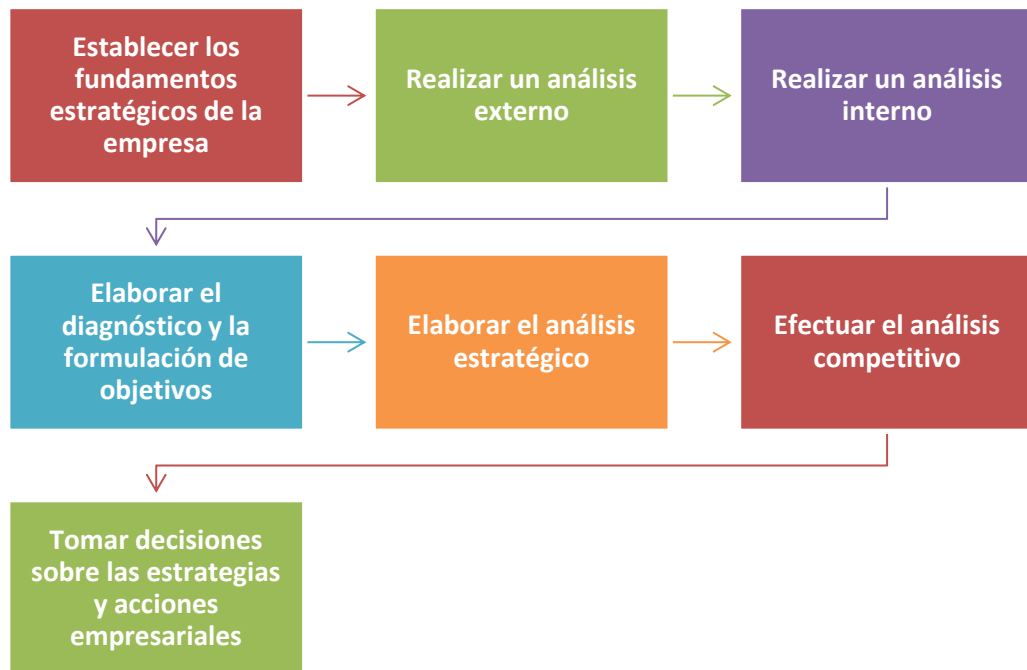 Establecer los
fundamentos
estratégicos de la
empresa
Realizar un análisis
externo
Realizar un análisis
interno
Elaborar el
diagnóstico y la
formulación de
objetivos
Elaborar el análisis
estratégico
Efectuar el análisis
competitivo
Tomar decisiones
sobre las estrategias
y acciones
empresariales